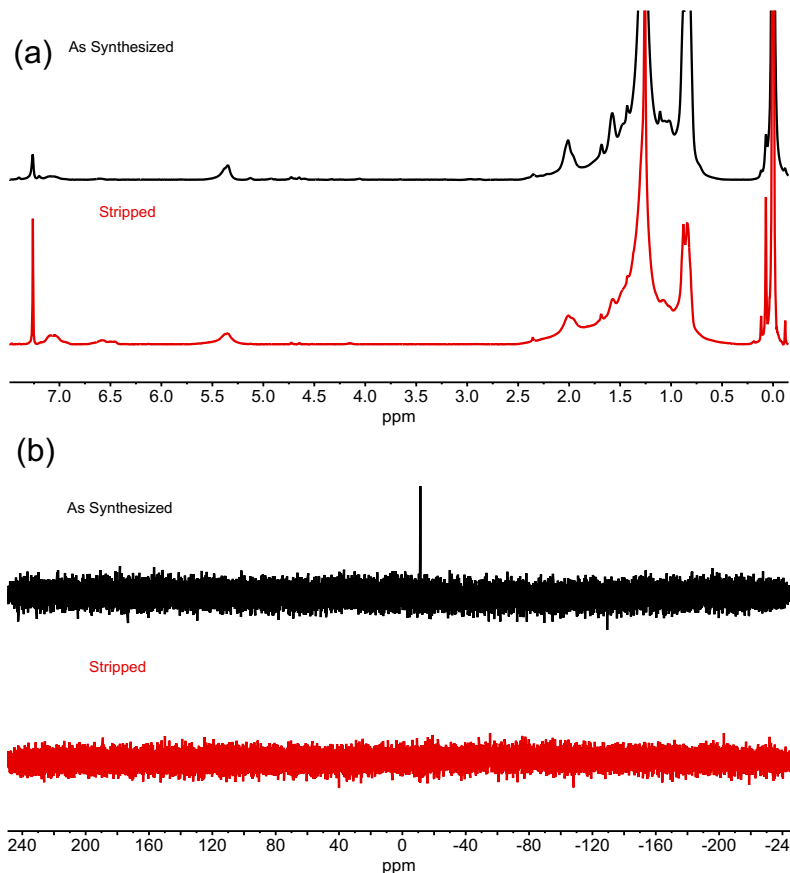 (a) As Synthesized
Stripped
7.0 6.5 6.0 5.5 5.0 4.5 4.0 3.5 3.0 2.5 2.0 1.5 1.0 0.5 0.0
ppm
(b)
As Synthesized
Stripped
240 200 160 120 80 40 0 -40 -80 -120 -160 -200 -24
ppm